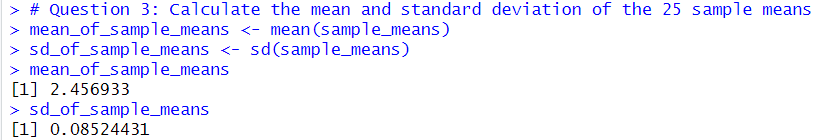 > # Question 3: Calculate the mean and standard deviation of the 25 sample means
> mean_of_sample_means <- mean(sample_means)
> sd_of_sample_means <- sd(sample_means)
> mean_of_sample_means
[1] 2.456933
> sd_of_sample_means
[1] 0.08524431